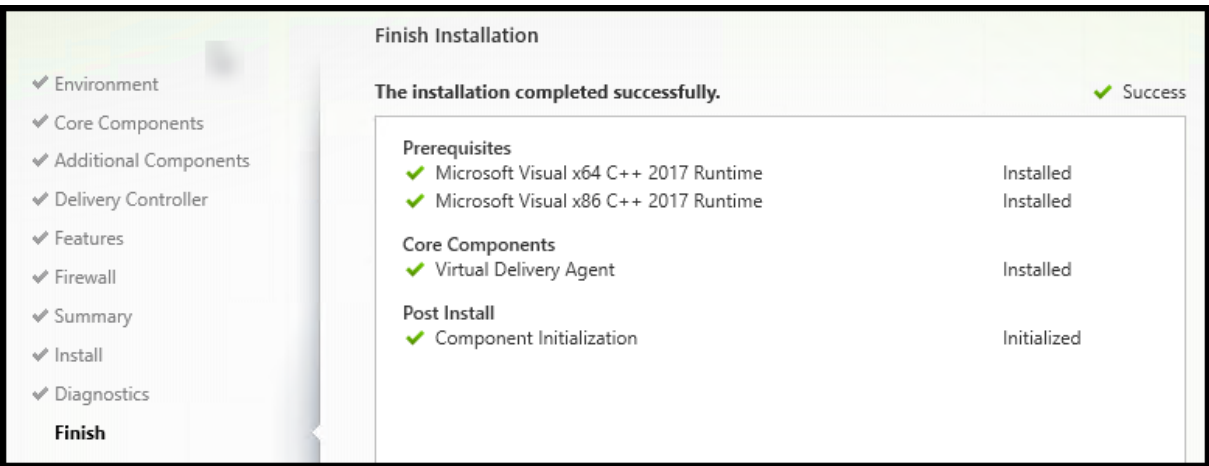 Finish Installation
Environment
Core Components
Additional Components
Delivery Controller
Features
Firewall
Summary
Install
Diagnostics
Finish
The installation completed successfully. Success
Prerequisites
Microsoft Visual x64 C++ 2017 Runtime Installed
Microsoft Visual x86 C++ 2017 Runtime Installed
Core Components
Virtual Delivery Agent Installed
Post Install
Component Initialization Initialized